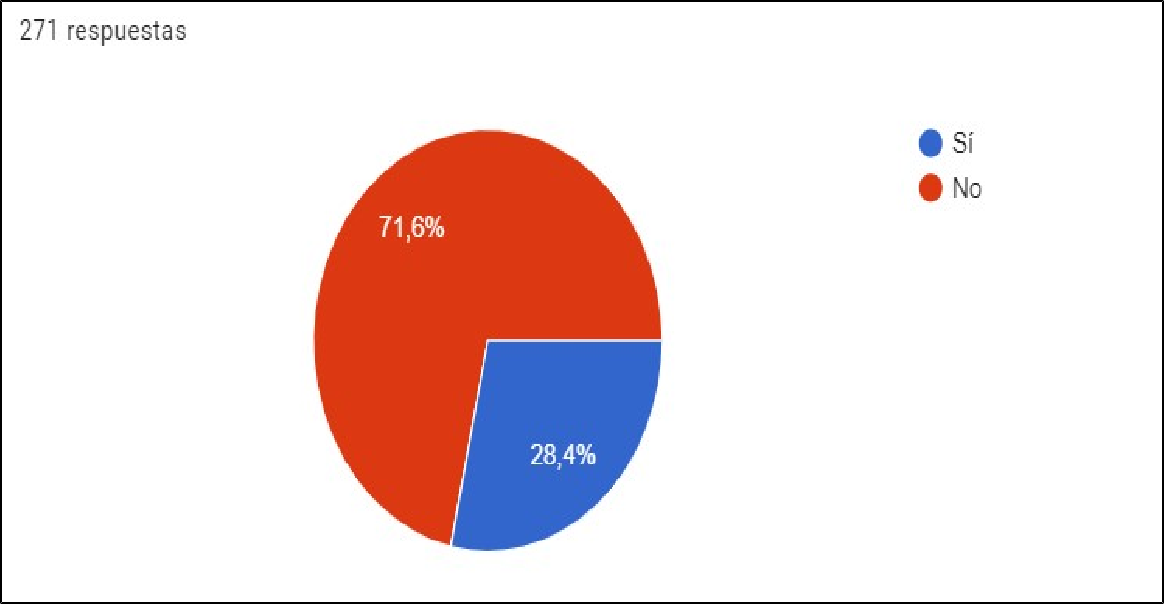 271 respuestas
Sí
No
71,6%
28,4%